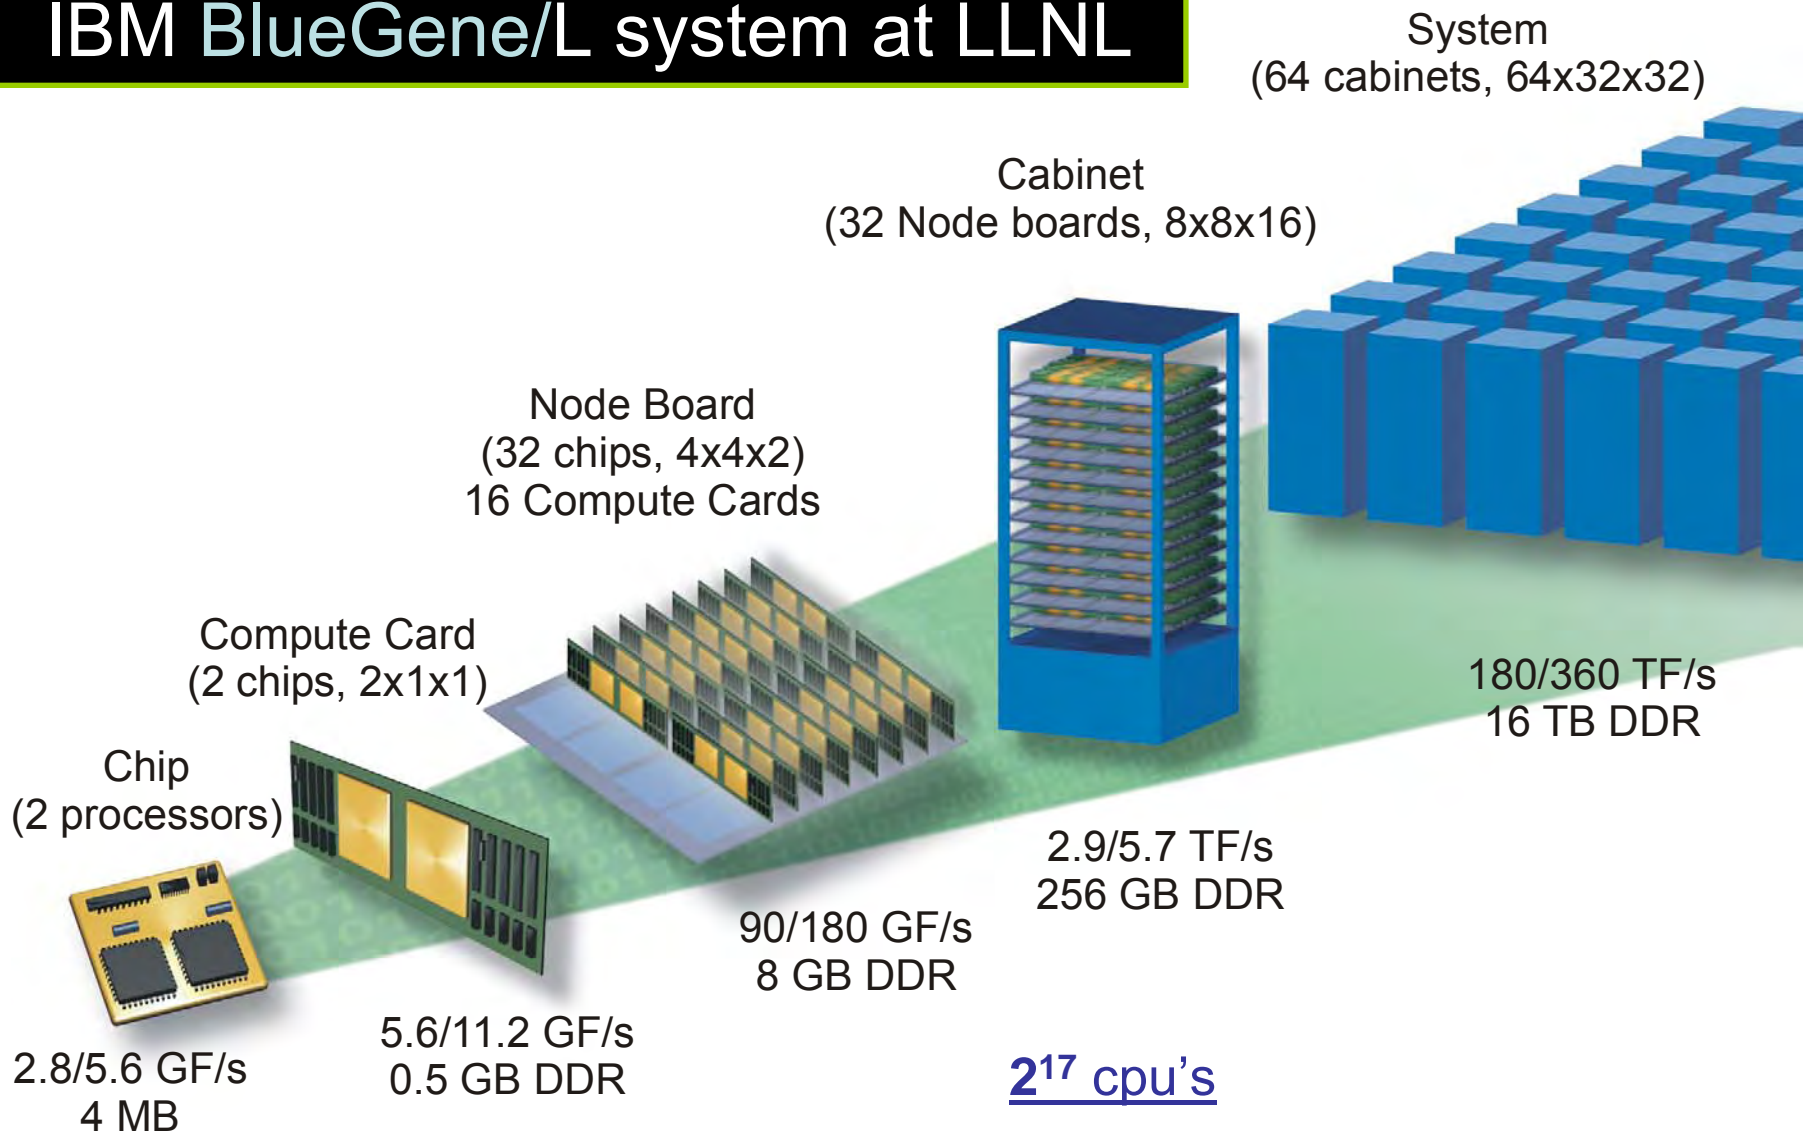 IBM BlueGene/L system at LLNL
System
(64 cabinets, 64x32x32)
Cabinet
(32 Node boards, 8x8x16)
Node Board
(32 chips, 4x4x2)
16 Compute Cards
Compute Card
(2 chips, 2x1x1)
Chip
(2 processors)
180/360 TF/s
16 TB DDR
2.9/5.7 TF/s
256 GB DDR
90/180 GF/s
8 GB DDR
5.6/11.2 GF/s
0.5 GB DDR
2.8/5.6 GF/s
4 MB
2¹⁷ cpu’s